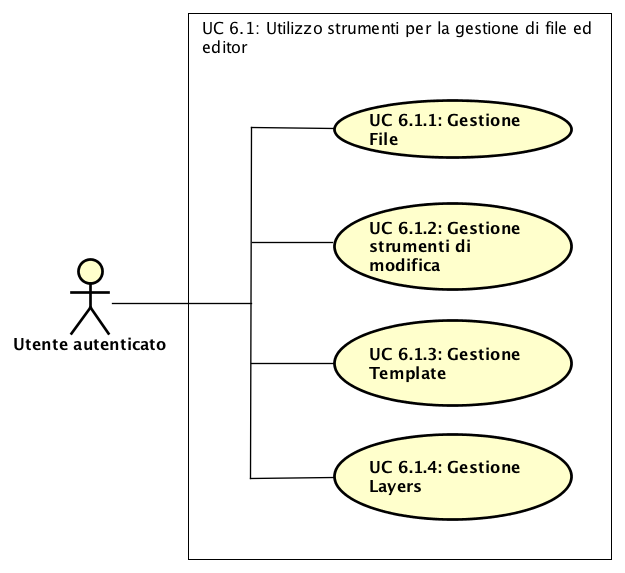 UC 6.1: Utilizzo strumenti per la gestione di file ed
editor
UC 6.1.1: Gestione
File
UC 6.1.2: Gestione
strumenti di
modifica
Utente autenticato
UC 6.1.3: Gestione
Template
UC 6.1.4: Gestione
Layers